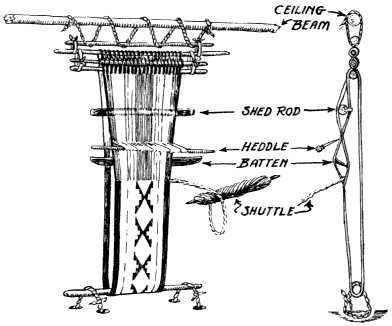 CEILING
BEAM
SHED ROD
HEDDLE
BATTEN
SHUTTLE